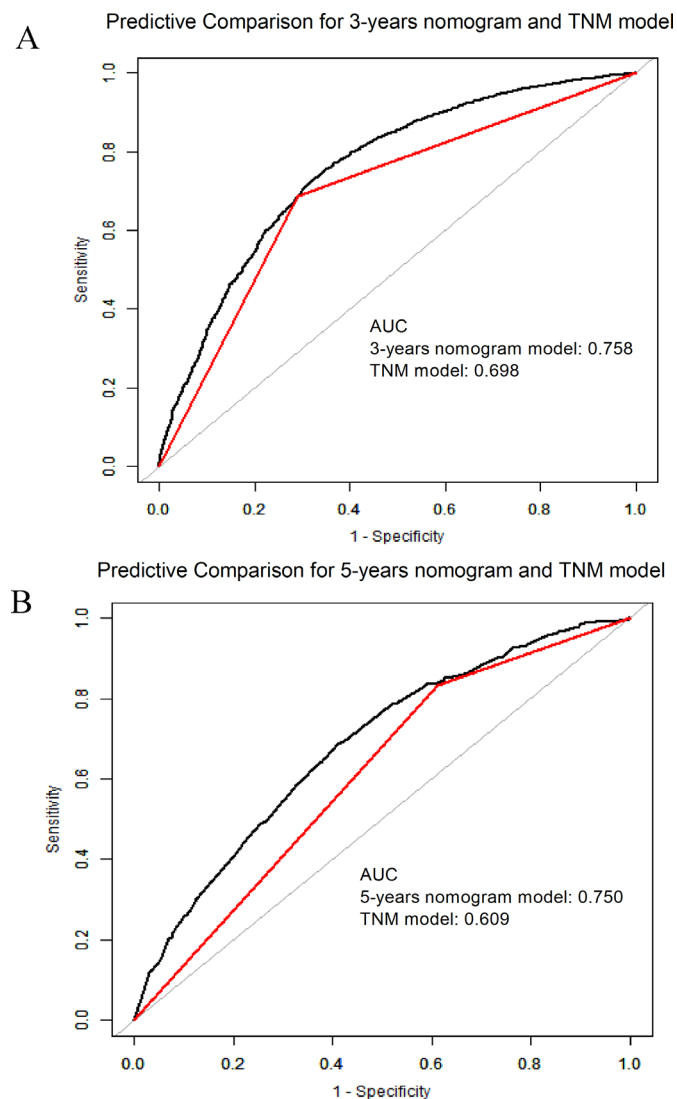 Predictive Comparison for 3-years nomogram and TNM model
A
1.0
0.8
0.6
0.4
0.2
0.0
Sensitivity
AUC
3-years nomogram model: 0.758
TNM model: 0.698
0.0 0.2 0.4 0.6 0.8 1.0
1 - Specificity
Predictive Comparison for 5-years nomogram and TNM model
B
1.0
0.8
0.6
0.4
0.2
0.0
Sensitivity
AUC
5-years nomogram model: 0.750
TNM model: 0.609
0.0 0.2 0.4 0.6 0.8 1.0
1 - Specificity